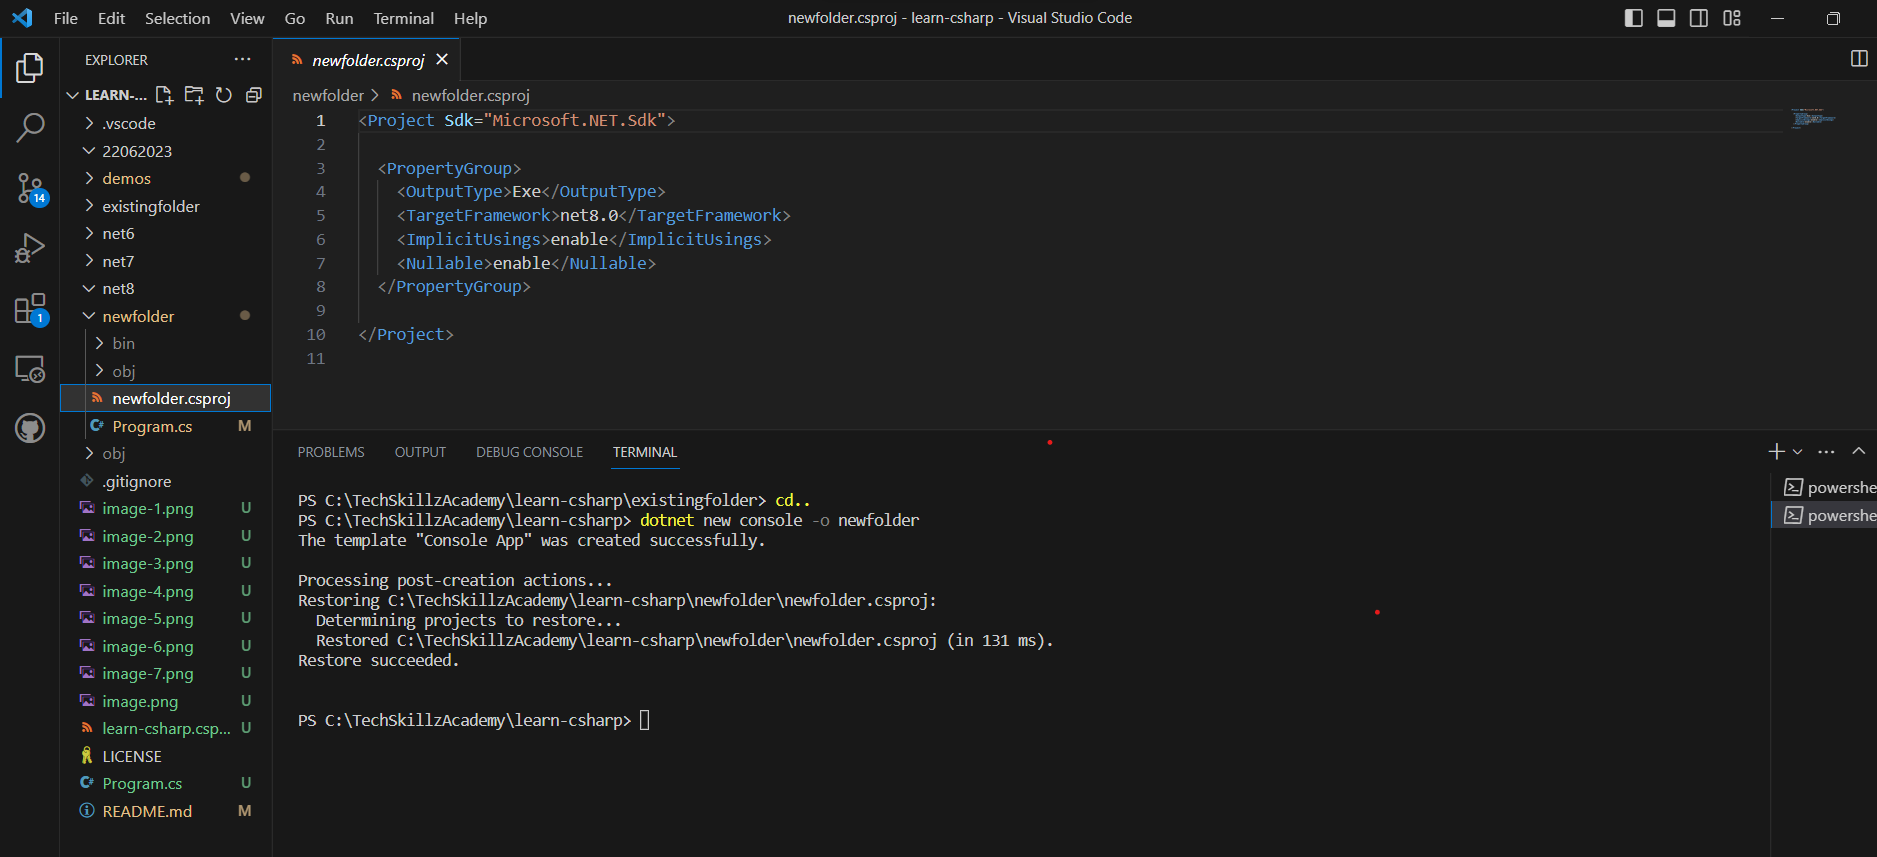 File Edit Selection View Go Run Terminal Help
newfolder.csproj - learn-csharp - Visual Studio Code
EXPLORER
LEARN-...
.vscode
22062023
demos
existingfolder
net6
net7
net8
newfolder
bin
obj
newfolder.csproj
Program.cs M
obj
.gitignore
image-1.png U
image-2.png U
image-3.png U
image-4.png U
image-5.png U
image-6.png U
image-7.png U
image.png U
learn-csharp.csp... U
LICENSE
Program.cs U
README.md M
14
1
newfolder.csproj
newfolder > newfolder.csproj
1 <Project Sdk="Microsoft.NET.Sdk">
2
3 <PropertyGroup>
4 <OutputType>Exe</OutputType>
5 <TargetFramework>net8.0</TargetFramework>
6 <ImplicitUsings>enable</ImplicitUsings>
7 <Nullable>enable</Nullable>
8 </PropertyGroup>
9
10 </Project>
11
PROBLEMS OUTPUT DEBUG CONSOLE TERMINAL
PS C:\TechSkillzAcademy\learn-csharp\existingfolder> cd..
PS C:\TechSkillzAcademy\learn-csharp> dotnet new console -o newfolder
The template "Console App" was created successfully.
Processing post-creation actions...
Restoring C:\TechSkillzAcademy\learn-csharp\newfolder\newfolder.csproj:
Determining projects to restore...
Restored C:\TechSkillzAcademy\learn-csharp\newfolder\newfolder.csproj (in 131 ms).
Restore succeeded.
PS C:\TechSkillzAcademy\learn-csharp>
powershe
powershe